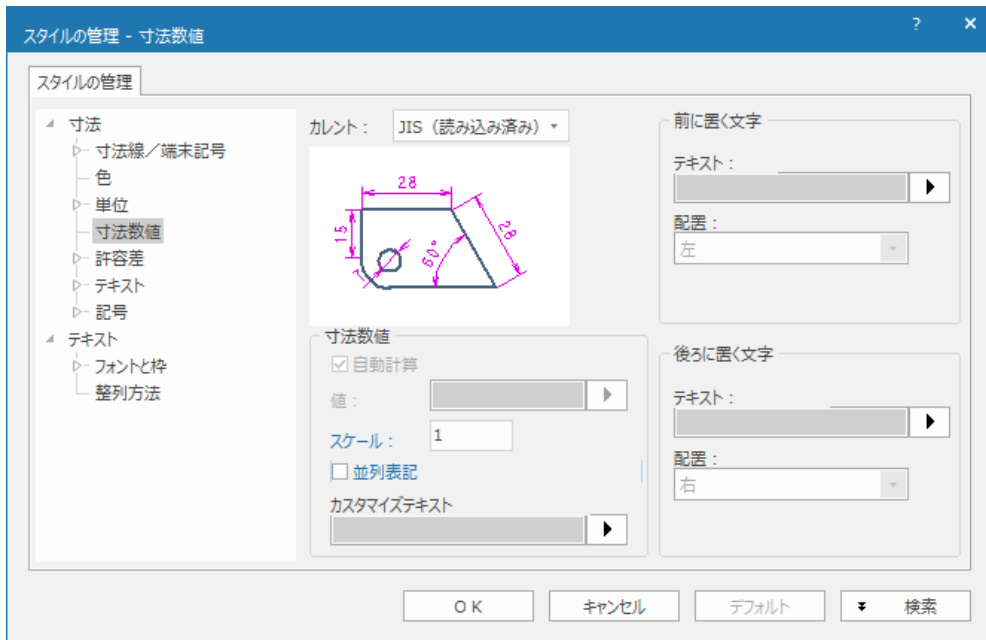 スタイルの管理 - 寸法数値
?
×
スタイルの管理
寸法
寸法線／端末記号
色
単位
寸法数値
許容差
テキスト
記号
テキスト
フォントと枠
整列方法
カレント：
JIS（読み込み済み）
28
15
60°
28
寸法数値
自動計算
値：
スケール：
1
並列表記
カスタマイズテキスト
前に置く文字
テキスト：
配置：
左
後ろに置く文字
テキスト：
配置：
右
OK
キャンセル
デフォルト
検索